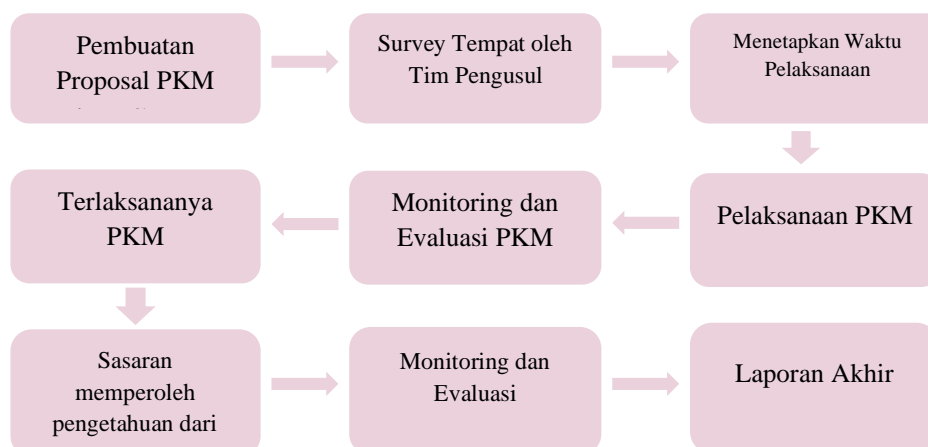 Pembuatan
Proposal PKM
Survey Tempat oleh
Tim Pengusul
Menetapkan Waktu
Pelaksanaan
Pelaksanaan PKM
Monitoring dan
Evaluasi PKM
Terlaksananya
PKM
Sasaran
memperoleh
pengetahuan dari
Monitoring dan
Evaluasi
Laporan Akhir